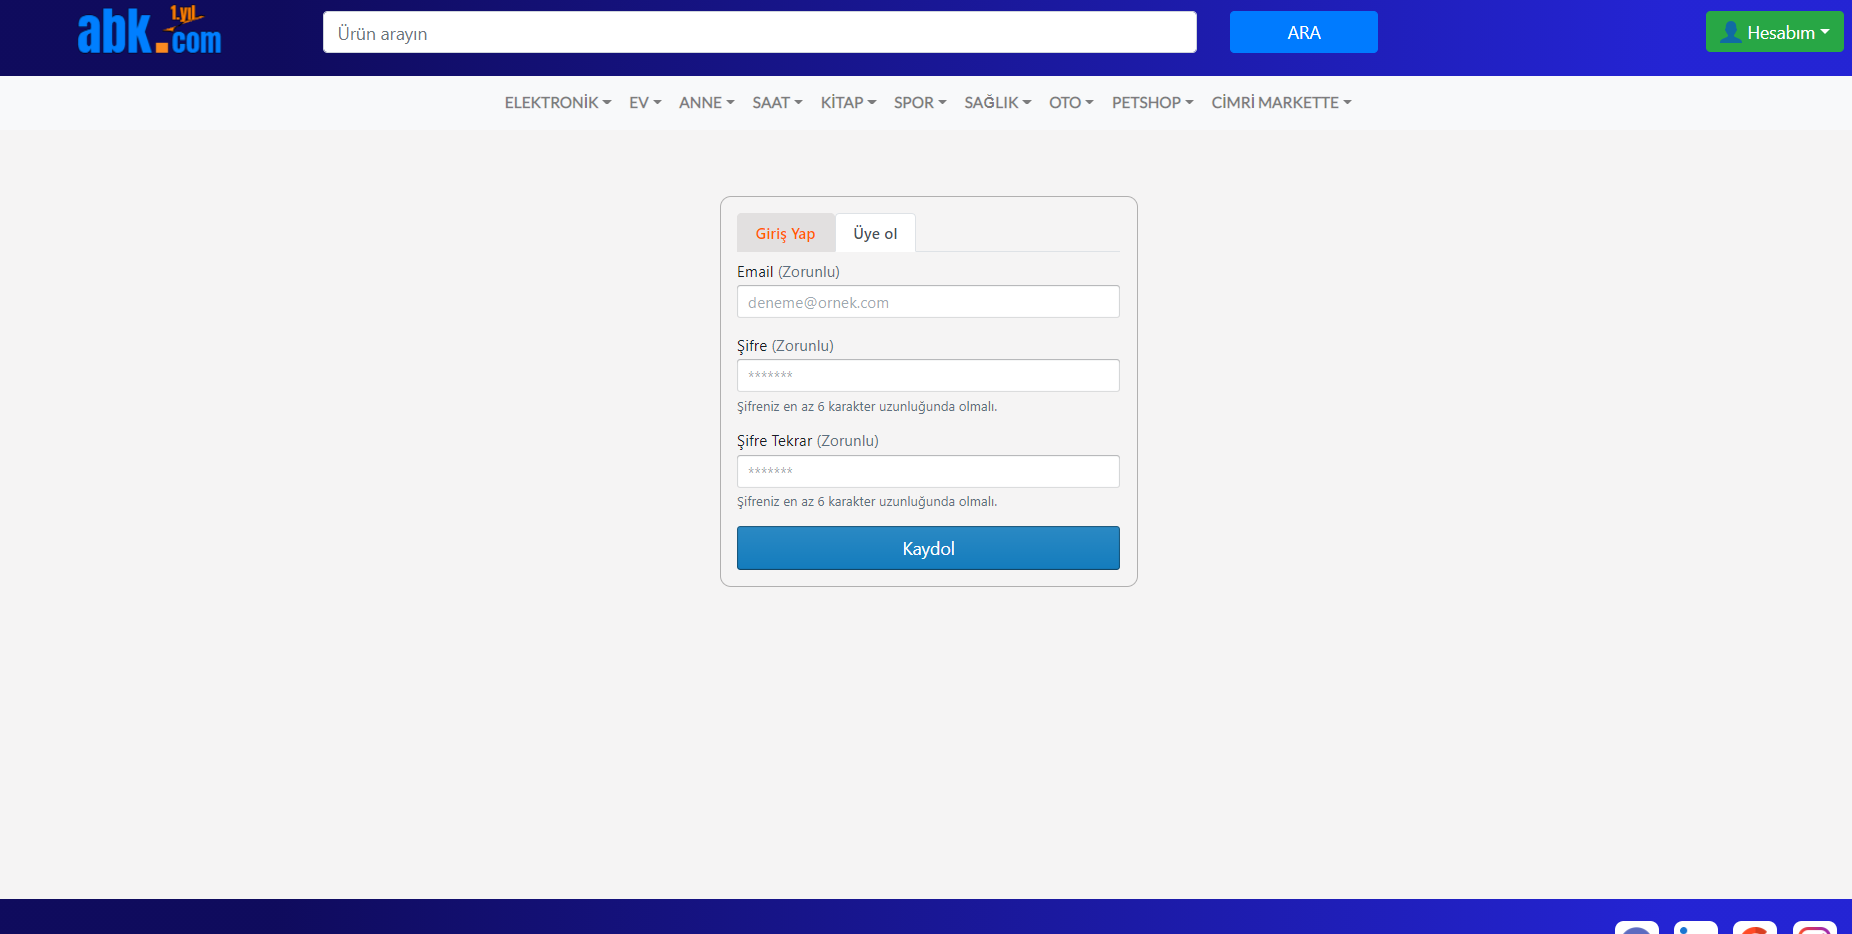 abk.com 1.yıl
Ürün arayın
ARA
Hesabım
ELEKTRONİK EV ANNE SAAT KİTAP SPOR SAĞLIK OTO PETSHOP CİMRİ MARKETTE
Giriş Yap Üye ol
Email (Zorunlu)
deneme@ornek.com
Şifre (Zorunlu)
*******
Şifreniz en az 6 karakter uzunluğunda olmalı.
Şifre Tekrar (Zorunlu)
*******
Şifreniz en az 6 karakter uzunluğunda olmalı.
Kaydol